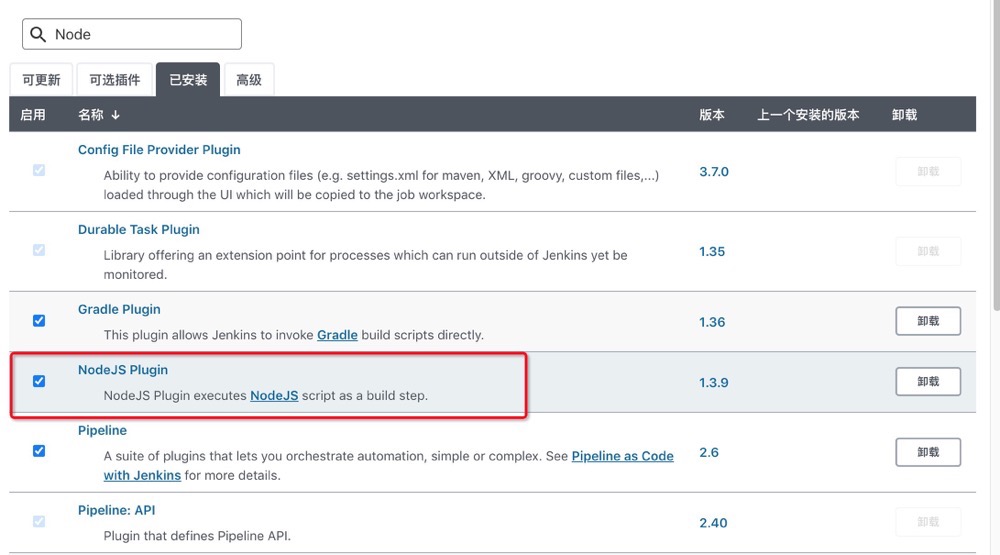 Node
可更新 可选插件 已安装 高级
启用 名称 ↓ 版本 上一个安装的版本 卸载
Config File Provider Plugin
Ability to provide configuration files (e.g. settings.xml for maven, XML, groovy, custom files,...) 3.7.0 卸载
loaded through the UI which will be copied to the job workspace.
Durable Task Plugin
Library offering an extension point for processes which can run outside of Jenkins yet be 1.35 卸载
monitored.
Gradle Plugin
1.36 卸载
This plugin allows Jenkins to invoke Gradle build scripts directly.
NodeJS Plugin
1.3.9 卸载
NodeJS Plugin executes NodeJS script as a build step.
Pipeline
A suite of plugins that lets you orchestrate automation, simple or complex. See Pipeline as Code 2.6 卸载
with Jenkins for more details.
Pipeline: API
2.40 卸载
Plugin that defines Pipeline API.